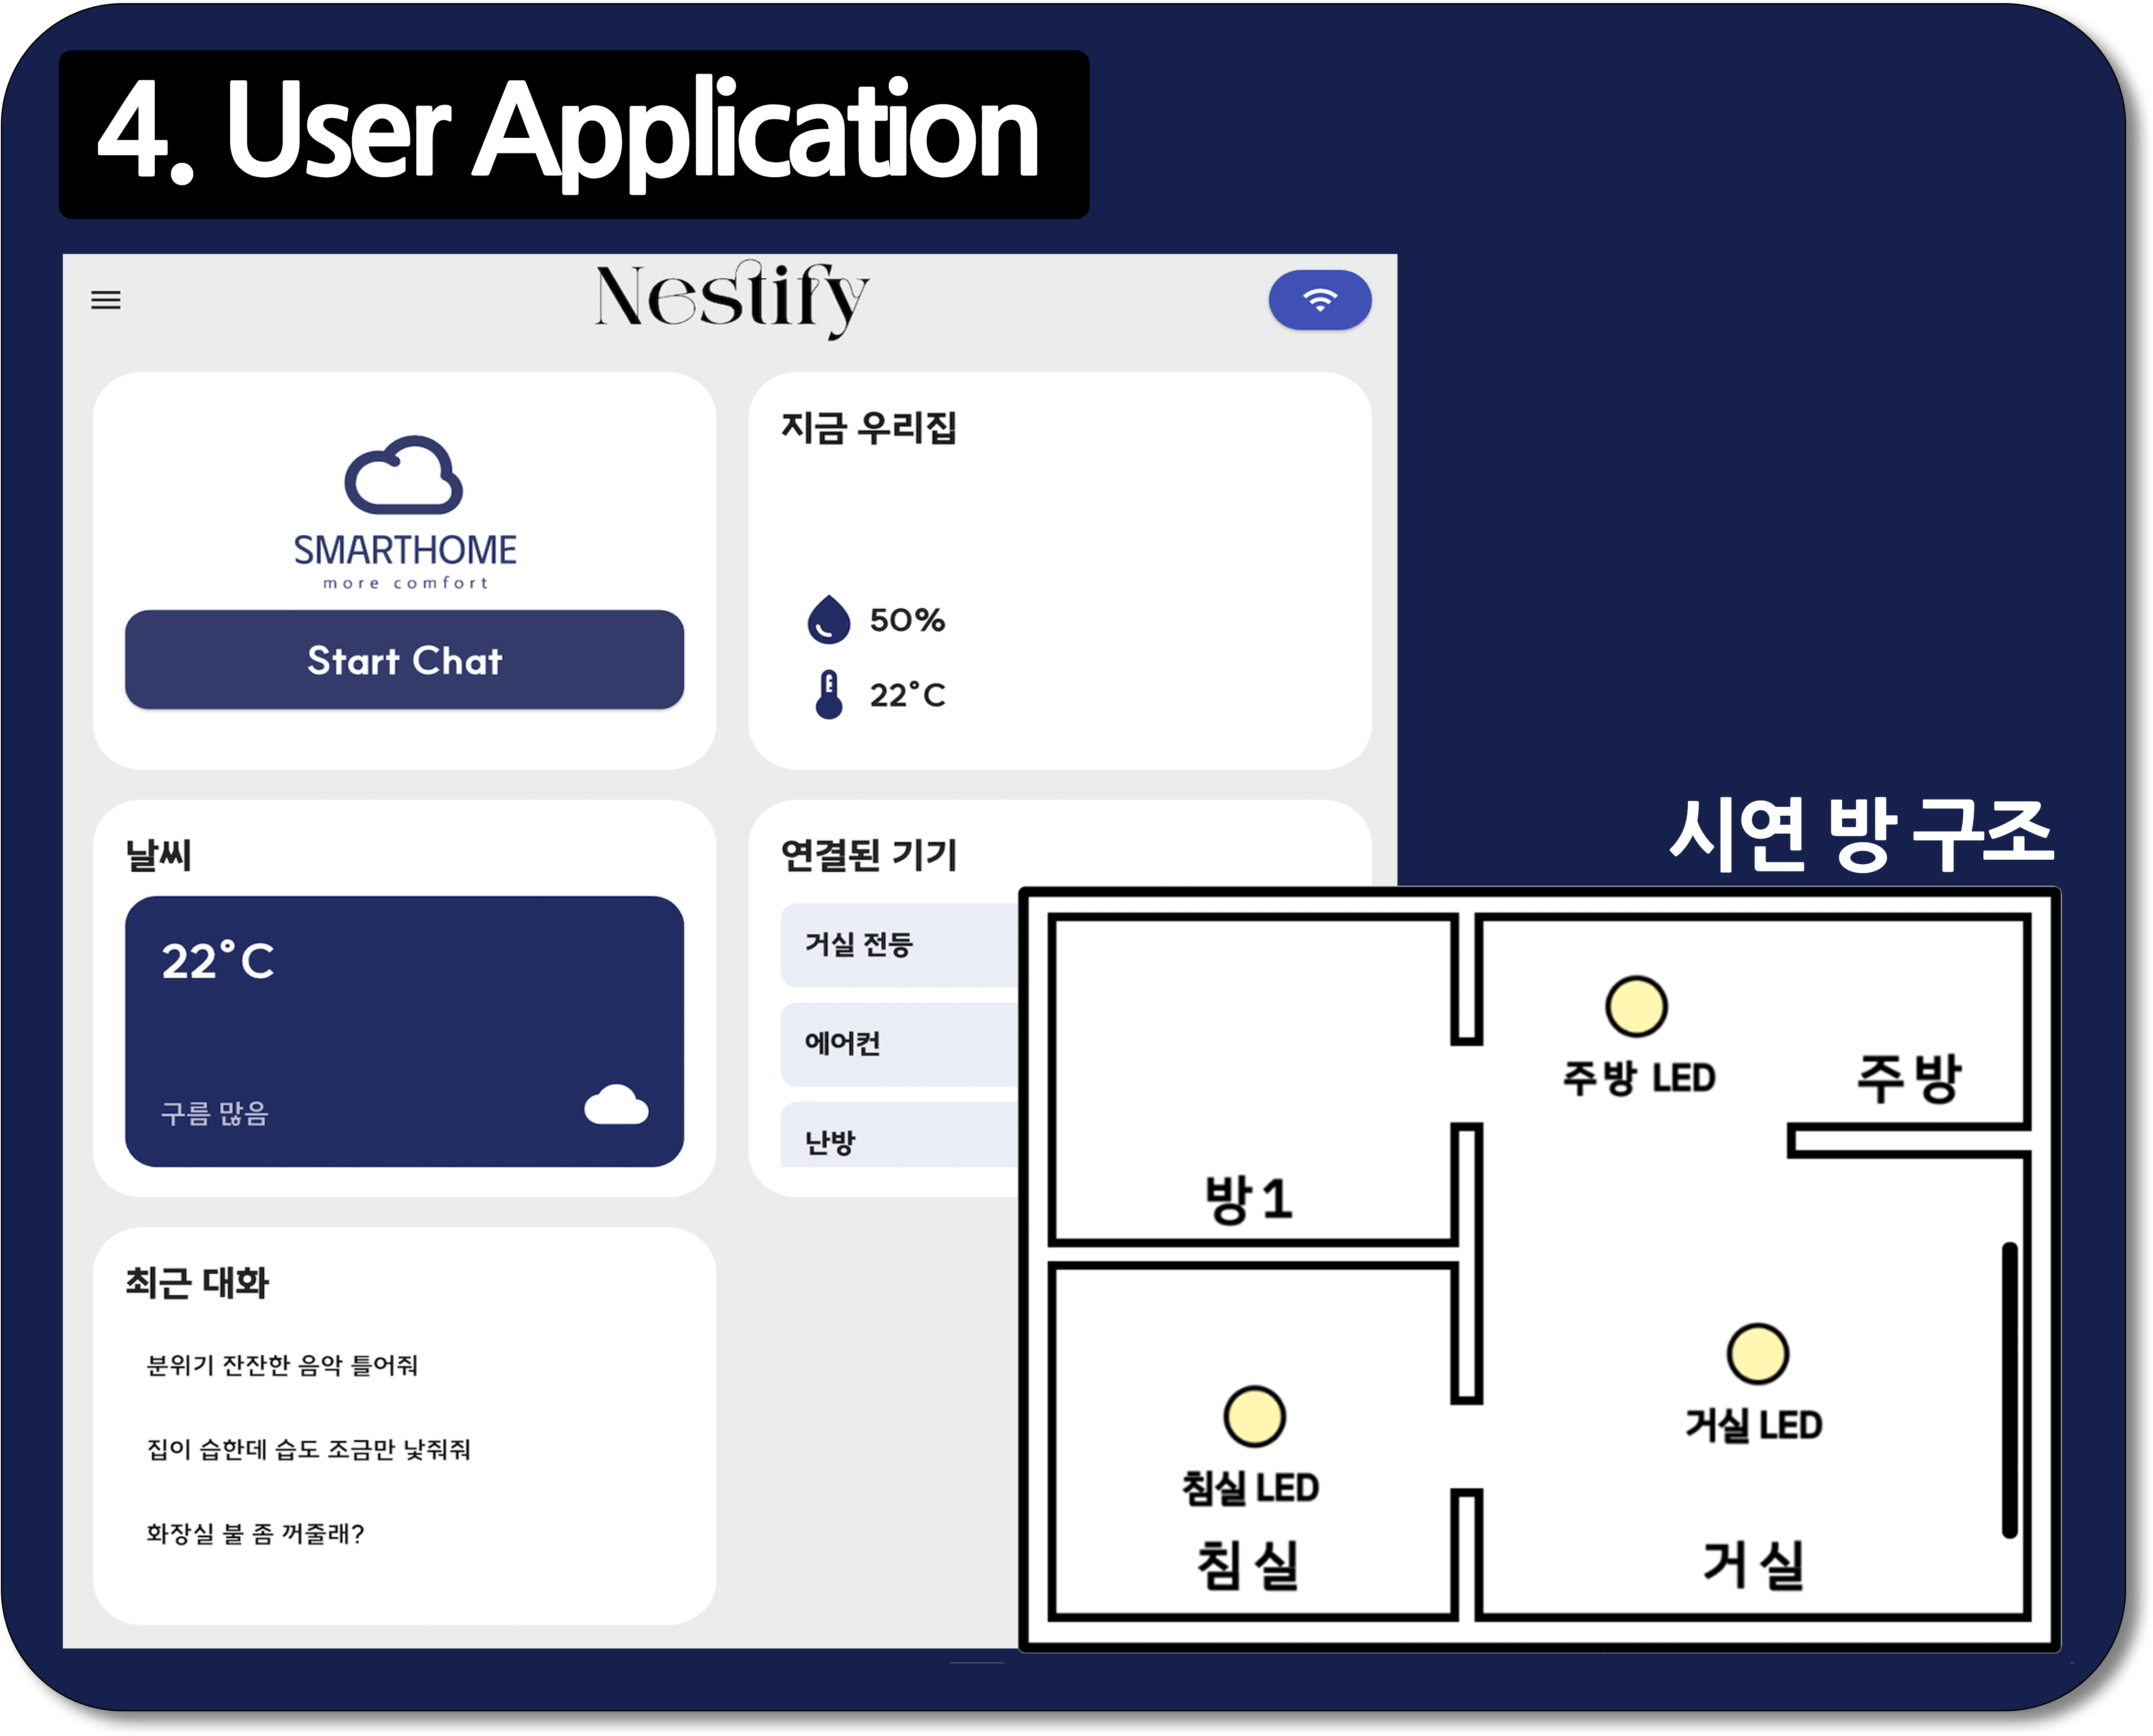 4. User Application
Nestify
SMARTHOME
more comfort
Start Chat
지금 우리집
50%
22°C
날씨
22°C
구름 많음
연결된 기기
거실 전등
에어컨
난방
최근 대화
분위기 잔잔한 음악 틀어줘
집이 습한데 습도 조금만 낮춰줘
화장실 불 좀 꺼줄래?
시연 방 구조
주방 LED
주방
방1
거실 LED
침실 LED
침실
거실